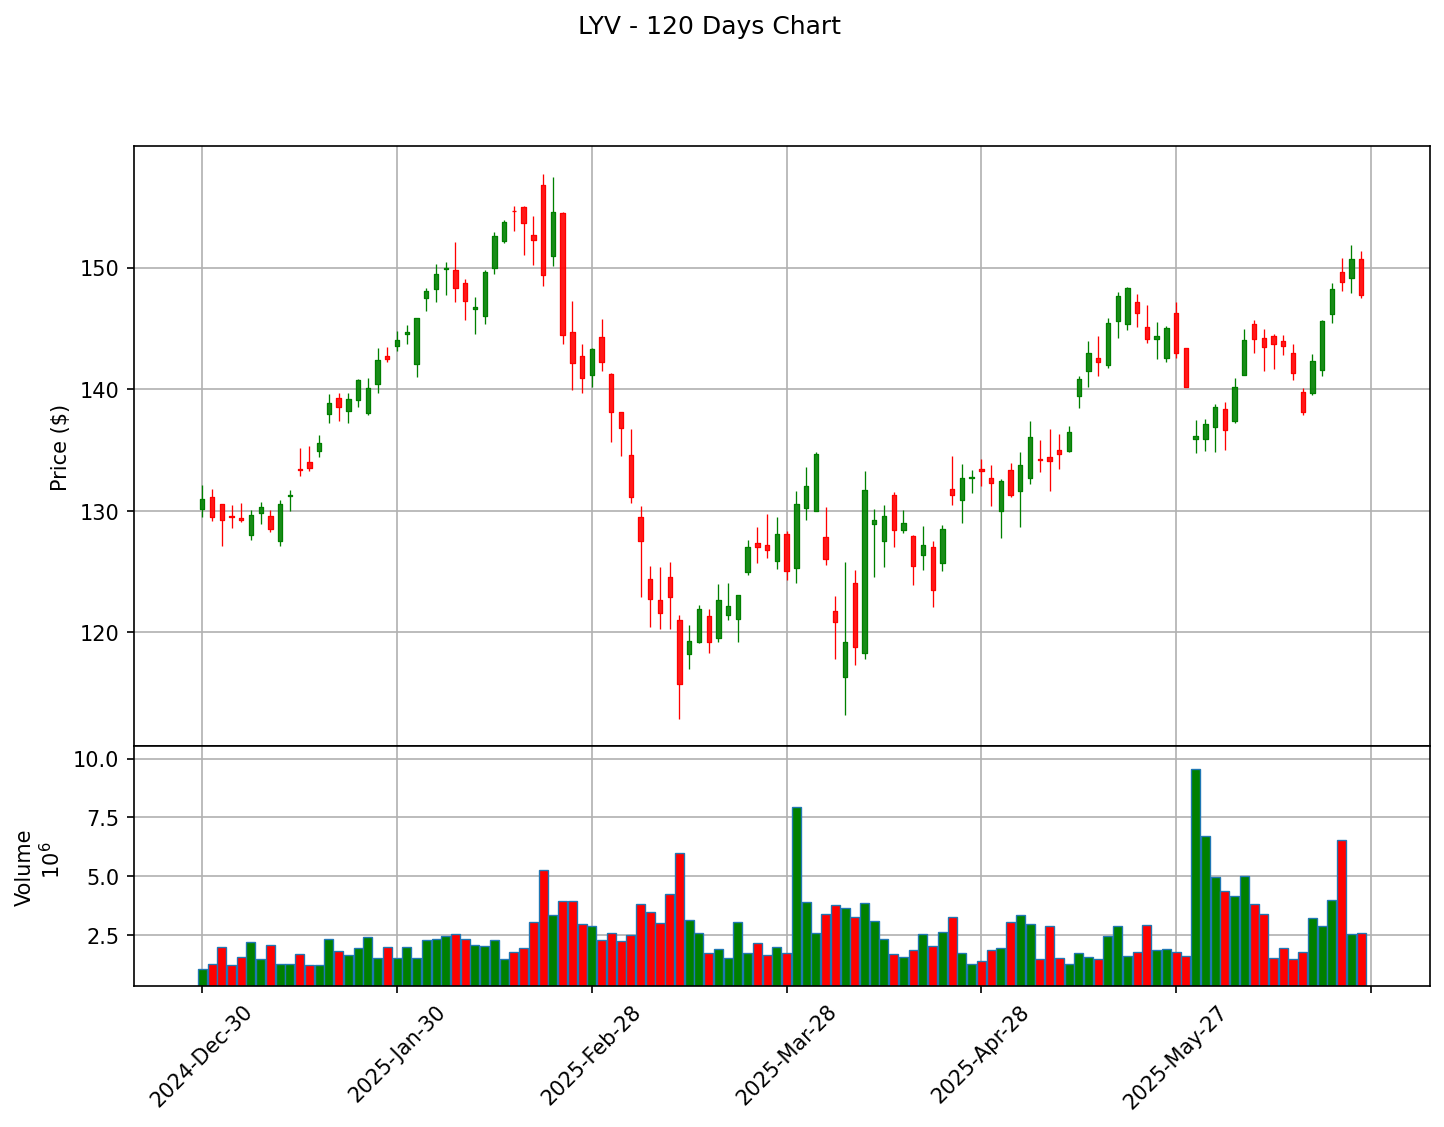 LYV - 120 Days Chart
Price ($)
150
140
130
120
Volume
10^6
10.0
7.5
5.0
2.5
2024-Dec-30
2025-Jan-30
2025-Feb-28
2025-Mar-28
2025-Apr-28
2025-May-27